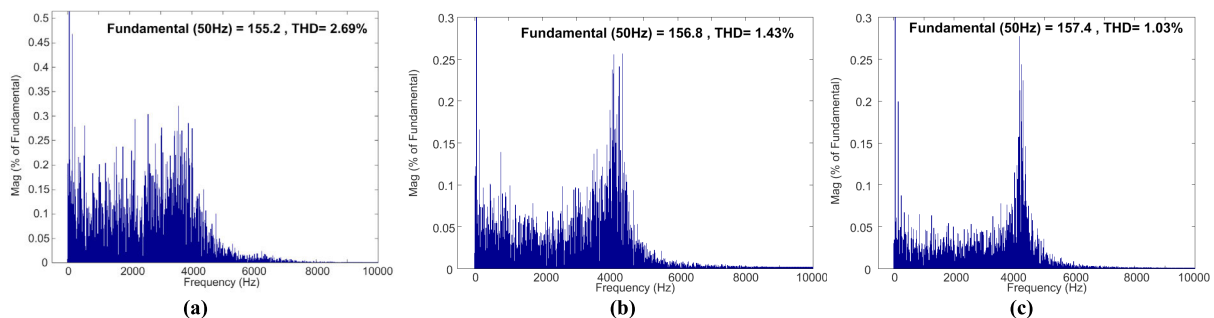 Fundamental (50Hz) = 155.2 , THD= 2.69%
0.5
0.45
0.4
0.35
0.3
0.25
0.2
0.15
0.1
0.05
0
Mag (% of Fundamental)
0 2000 4000 6000 8000 10000
Frequency (Hz)
(a)
Fundamental (50Hz) = 156.8 , THD= 1.43%
0.3
0.25
0.2
0.15
0.1
0.05
0
Mag (% of Fundamental)
0 2000 4000 6000 8000 10000
Frequency (Hz)
(b)
Fundamental (50Hz) = 157.4 , THD= 1.03%
0.3
0.25
0.2
0.15
0.1
0.05
0
Mag (% of Fundamental)
0 2000 4000 6000 8000 10000
Frequency (Hz)
(c)